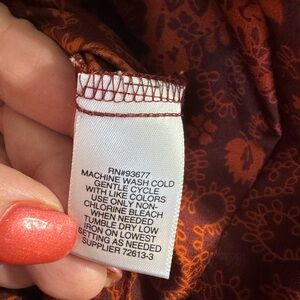 RN#93677
MACHINE WASH COLD
GENTLE CYCLE
WITH LIKE COLORS
USE ONLY NON-
CHLORINE BLEACH
WHEN NEEDED
TUMBLE DRY LOW
IRON ON LOWEST
SETTING AS NEEDED
SUPPLIER 72613-3